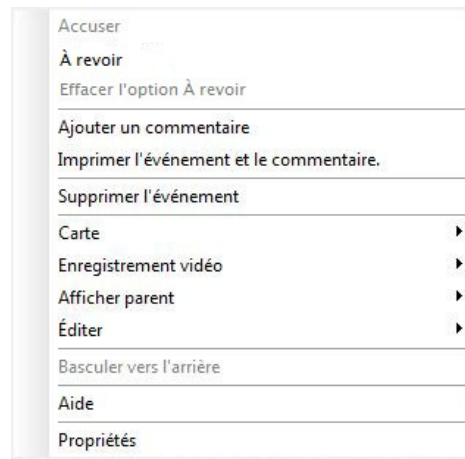 Accuser
À revoir
Effacer l'option À revoir
Ajouter un commentaire
Imprimer l'événement et le commentaire.
Supprimer l'événement
Carte
Enregistrement vidéo
Afficher parent
Éditer
Basculer vers l'arrière
Aide
Propriétés